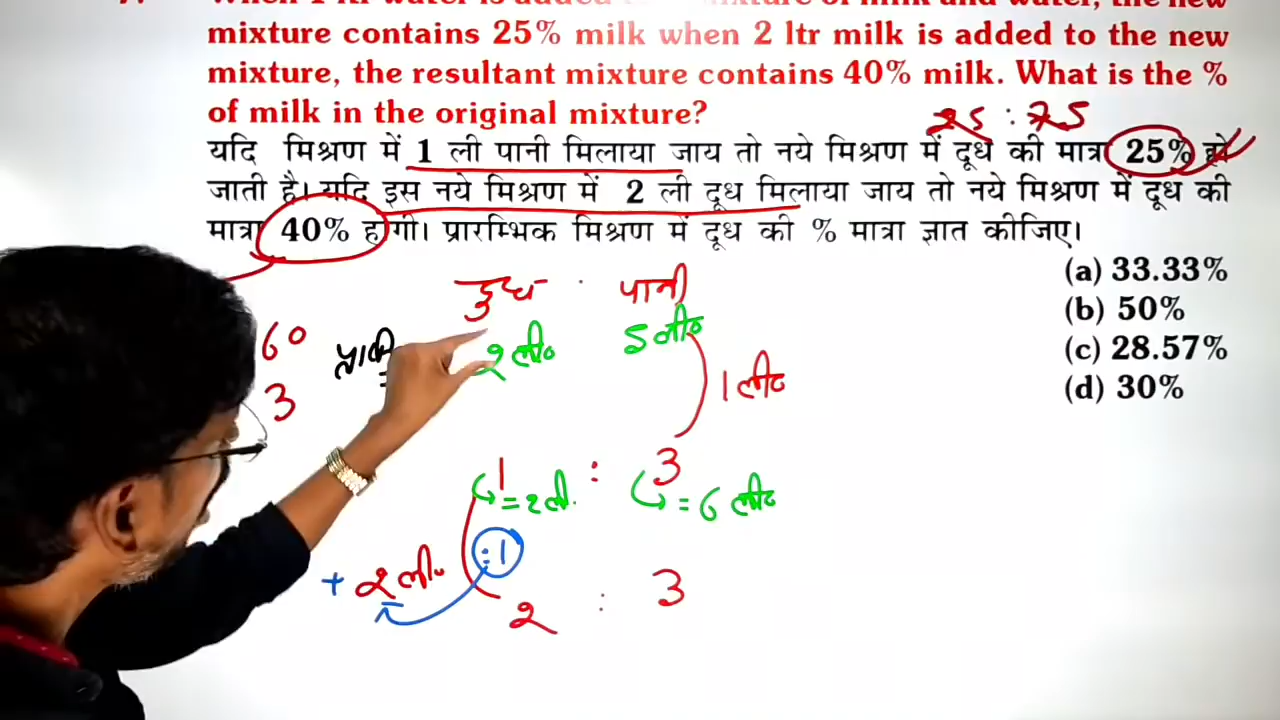 mixture contains 25% milk when 2 ltr milk is added to the new
mixture, the resultant mixture contains 40% milk. What is the %
of milk in the original mixture?
25 : 75
यदि मिश्रण में 1 ली पानी मिलाया जाय तो नये मिश्रण में दूध की मात्रा 25% हो
जाती है। यदि इस नये मिश्रण में 2 ली दूध मिलाया जाय तो नये मिश्रण में दूध की
मात्रा 40% होगी। प्रारम्भिक मिश्रण में दूध की % मात्रा ज्ञात कीजिए।
(a) 33.33%
(b) 50%
(c) 28.57%
(d) 30%
दुध : पानी
60
2 ली० 5 ली०
3
1 ली०
1 : 3
= 2 ली. = 6 ली०
:1
+ 2 ली०
2 : 3